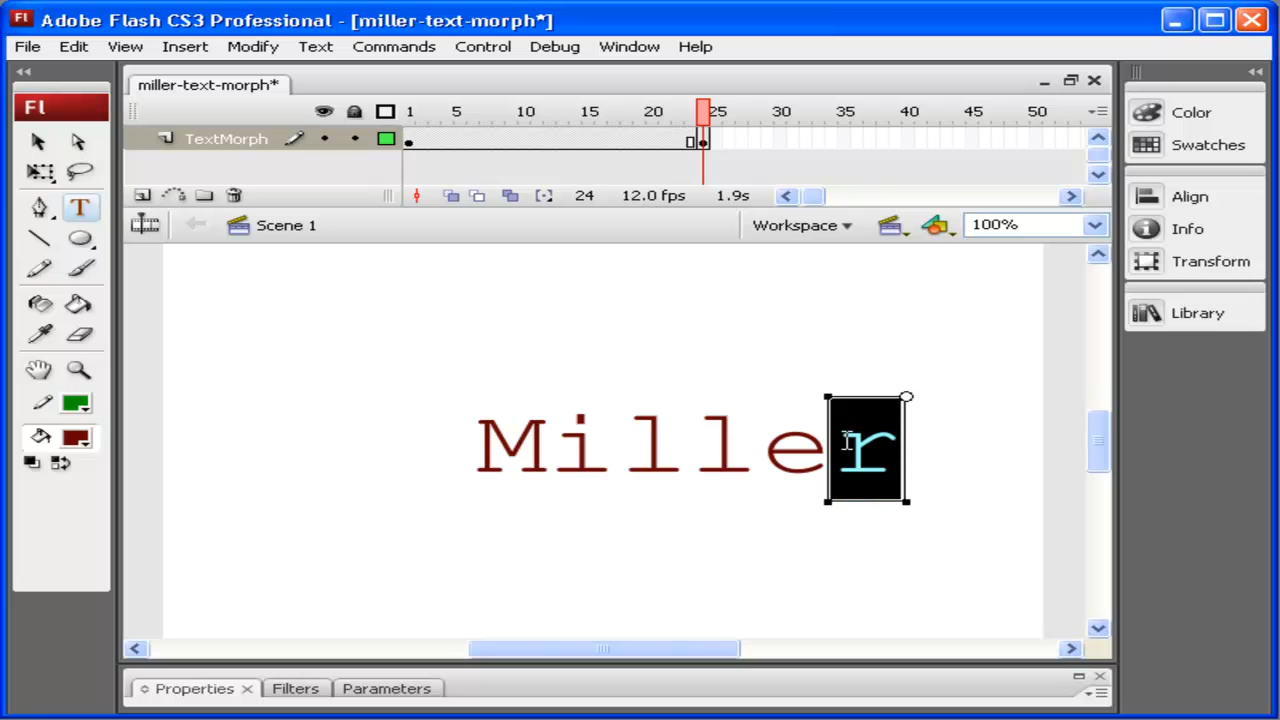 Fl Adobe Flash CS3 Professional - [miller-text-morph*]
File Edit View Insert Modify Text Commands Control Debug Window Help
miller-text-morph*
Fl
1 5 10 15 20 25 30 35 40 45 50
TextMorph
24 12.0 fps 1.9s
Scene 1 Workspace 100%
Color
Swatches
Align
Info
Transform
Library
T
Miller
Properties Filters Parameters